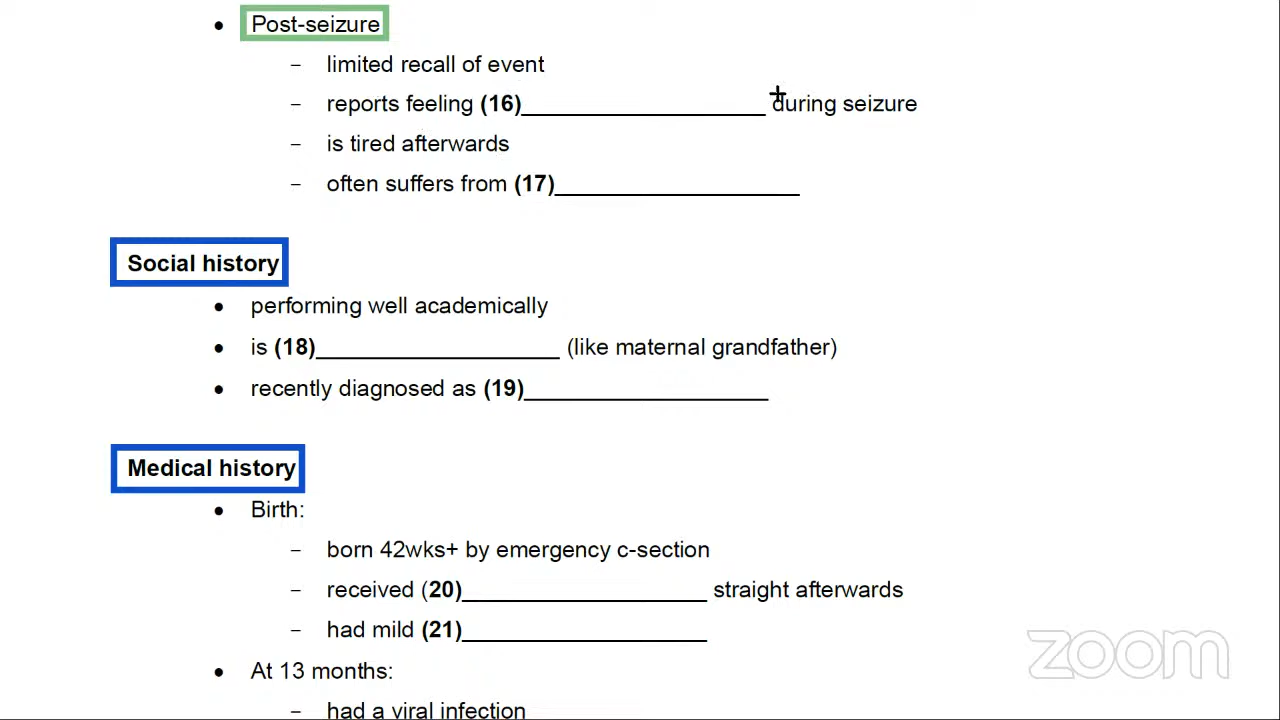 • Post-seizure
– limited recall of event
– reports feeling (16)____________________ during seizure
– is tired afterwards
– often suffers from (17)____________________
Social history
• performing well academically
• is (18)____________________ (like maternal grandfather)
• recently diagnosed as (19)____________________
Medical history
• Birth:
– born 42wks+ by emergency c-section
– received (20)____________________ straight afterwards
– had mild (21)____________________
• At 13 months:
– had a viral infection
zoom